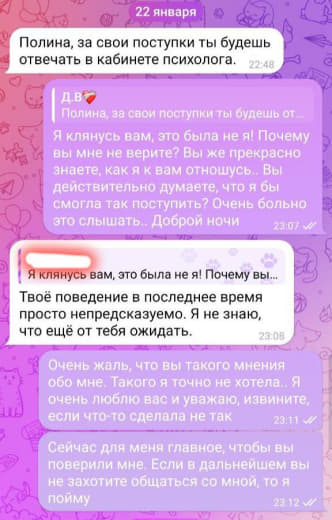 22 января
Полина, за свои поступки ты будешь
отвечать в кабинете психолога. 22:48
Д.В❤️‍🩹
Полина, за свои поступки ты будешь от...
Я клянусь вам, это была не я! Почему
вы мне не верите? Вы же прекрасно
знаете, как я к вам отношусь.. Вы
действительно думаете, что я бы
смогла так поступить? Очень больно
это слышать.. Доброй ночи
23:07
Я клянусь вам, это была не я! Почему вы...
Твоё поведение в последнее время
просто непредсказуемо. Я не знаю,
что ещё от тебя ожидать.
23:08
Очень жаль, что вы такого мнения
обо мне. Такого я точно не хотела.. Я
очень люблю вас и уважаю, извините,
если что-то сделала не так 23:11
Сейчас для меня главное, чтобы вы
поверили мне. Если в дальнейшем вы
не захотите общаться со мной, то я
пойму 23:12